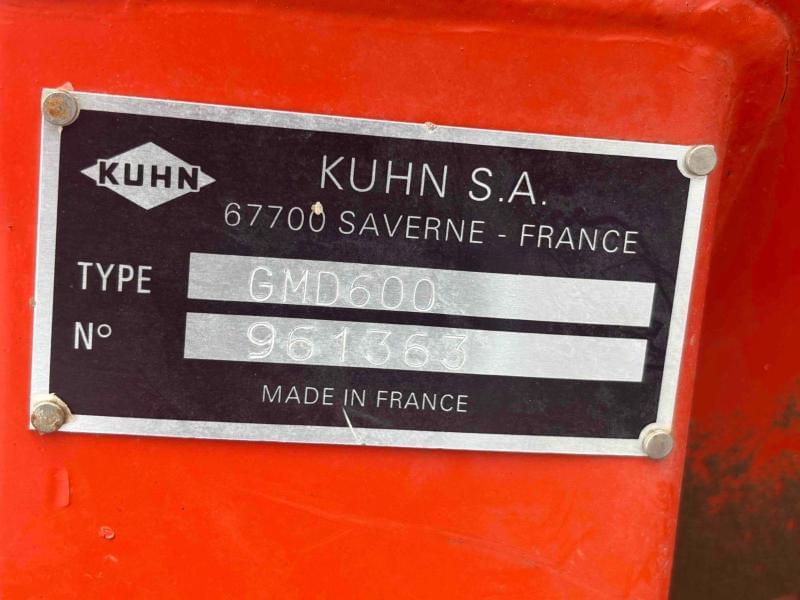 KUHN
KUHN S.A.
67700 SAVERNE - FRANCE
TYPE GMD600
N° 961363
MADE IN FRANCE